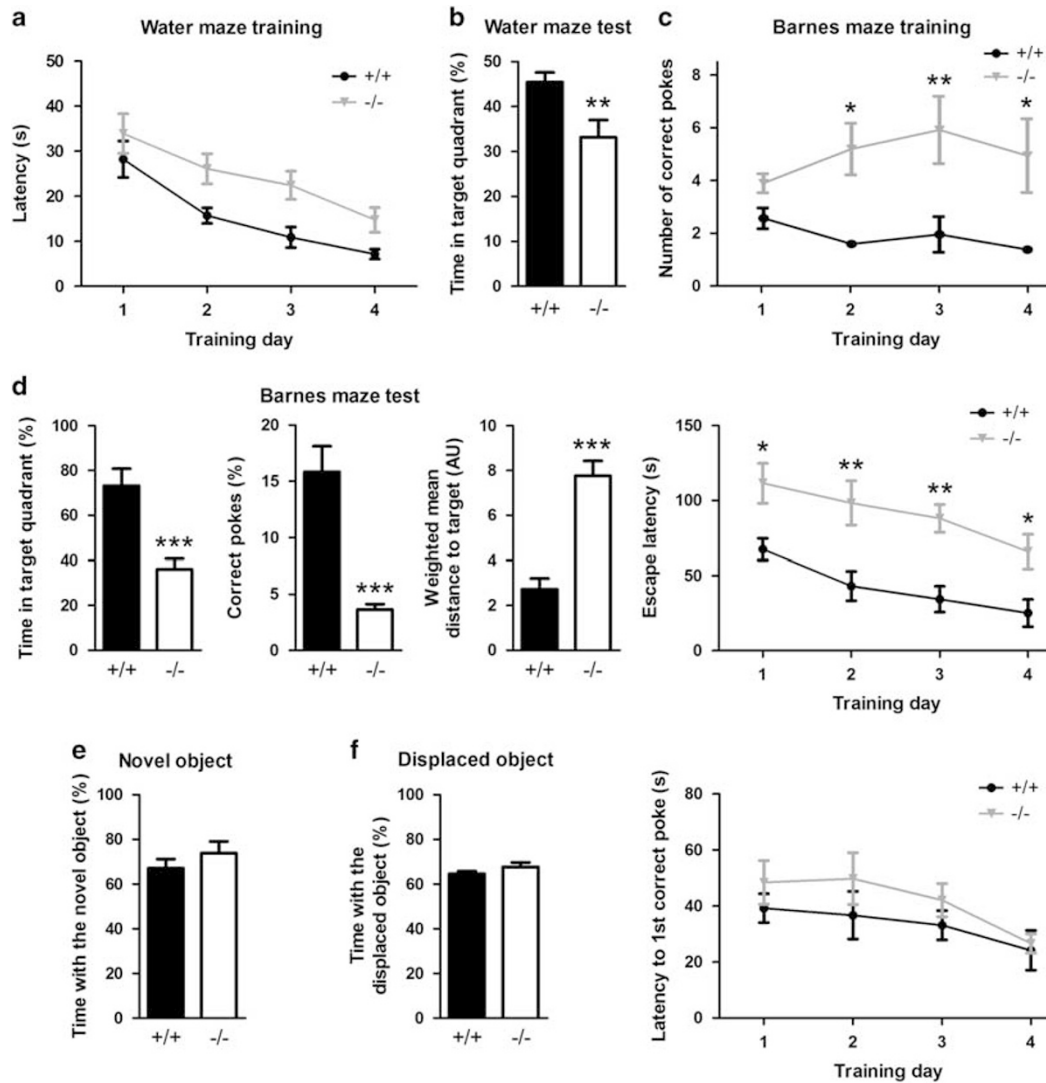 a
Water maze training
50
40
30
20
10
0
Latency (s)
+/+
-/-
1 2 3 4
Training day
b
Water maze test
50
40
30
20
10
0
Time in target quadrant (%)
**
+/+ -/-
c
Barnes maze training
8
6
4
2
0
Number of correct pokes
+/+
-/-
* ** *
1 2 3 4
Training day
d
Barnes maze test
100
80
60
40
20
0
Time in target quadrant (%)
***
+/+ -/-
20
15
10
5
0
Correct pokes (%)
***
+/+ -/-
10
8
6
4
2
0
Weighted mean
distance to target (AU)
***
+/+ -/-
150
100
50
0
Escape latency (s)
+/+
-/-
* ** ** *
1 2 3 4
Training day
e
Novel object
100
80
60
40
20
0
Time with the novel object (%)
+/+ -/-
f
Displaced object
100
80
60
40
20
0
Time with the
displaced object (%)
+/+ -/-
80
60
40
20
0
Latency to 1st correct poke (s)
+/+
-/-
1 2 3 4
Training day